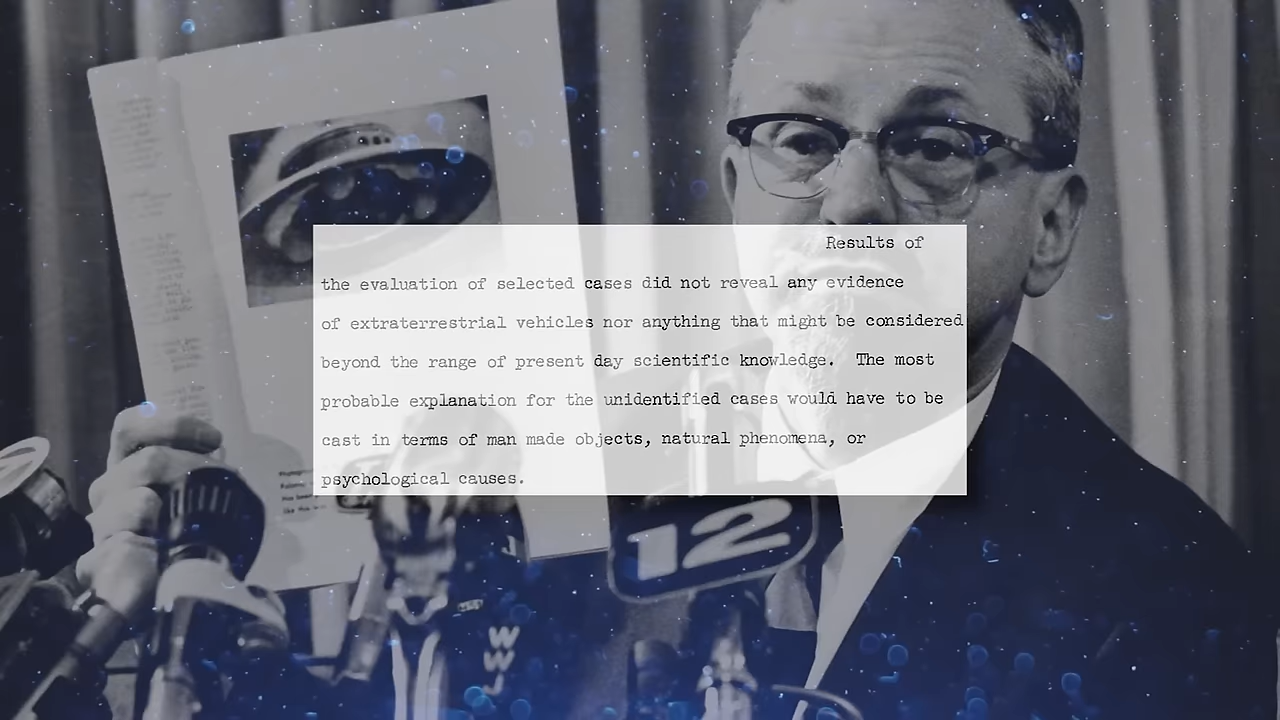 Results of
the evaluation of selected cases did not reveal any evidence
of extraterrestrial vehicles nor anything that might be considered
beyond the range of present day scientific knowledge. The most
probable explanation for the unidentified cases would have to be
cast in terms of man made objects, natural phenomena, or
psychological causes.
12
W
W